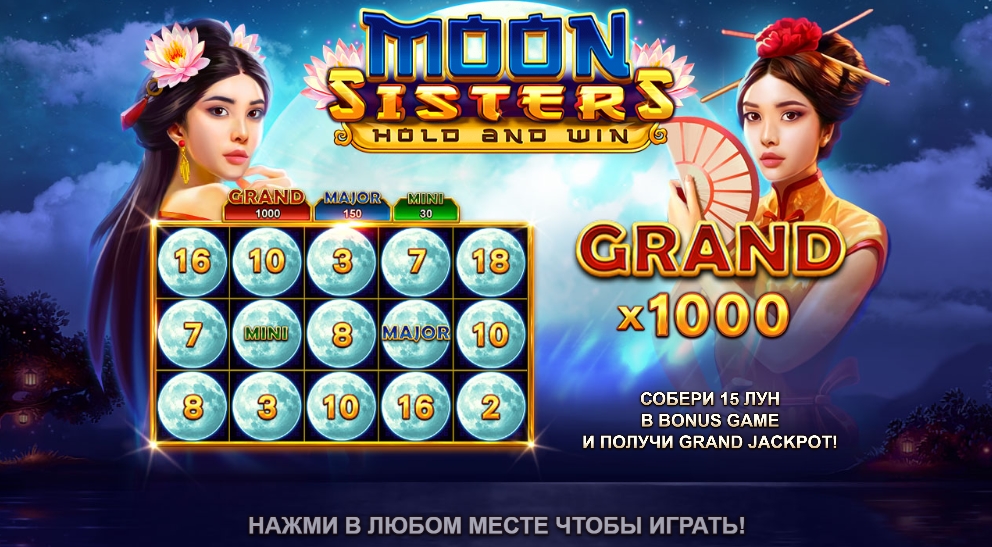 MOON
SISTERS
HOLD AND WIN
GRAND MAJOR MINI
1000 150 30
16 10 3 7 18
7 MINI 8 MAJOR 10
8 3 10 16 2
GRAND
x1000
СОБЕРИ 15 ЛУН
В BONUS GAME
И ПОЛУЧИ GRAND JACKPOT!
НАЖМИ В ЛЮБОМ МЕСТЕ ЧТОБЫ ИГРАТЬ!